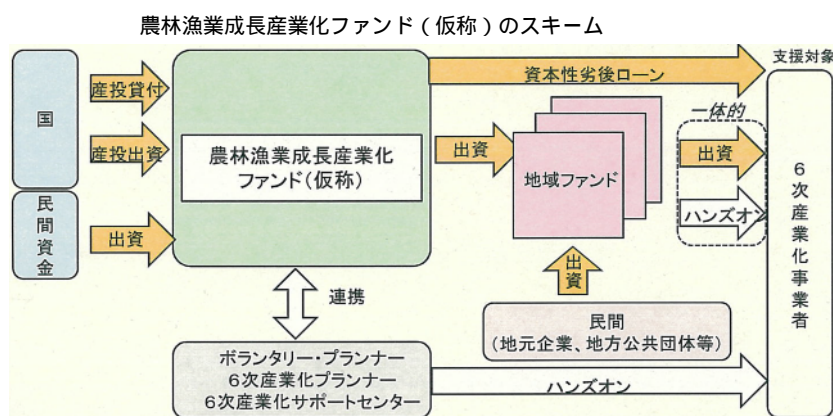 農林漁業成長産業化ファンド(仮称)のスキーム
支援対象
国
民間資金
産投貸付
産投出資
出資
農林漁業成長産業化
ファンド(仮称)
資本性劣後ローン
出資
地域ファンド
一体的
出資
ハンズオン
6次産業化事業者
出資
民間
(地元企業、地方公共団体等)
連携
ボランタリー・プランナー
6次産業化プランナー
6次産業化サポートセンター
ハンズオン